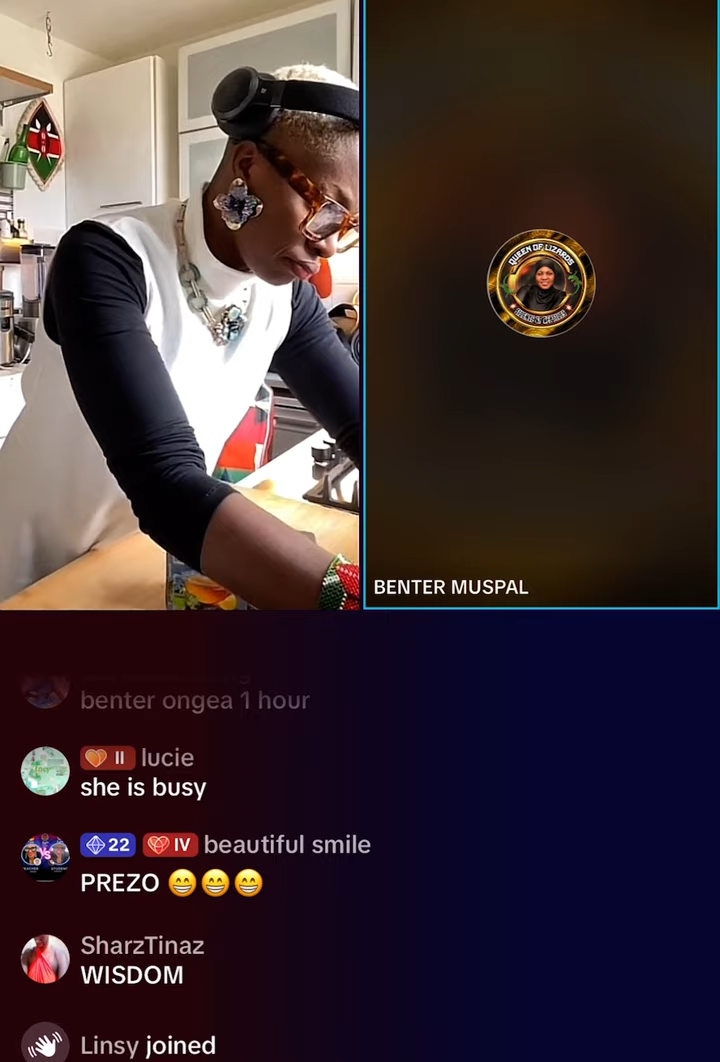 QUEEN OF LIZARDS
BENTER MUSPAL
benter ongea 1 hour
II lucie
she is busy
22 IV beautiful smile
PREZO 😁😁😁
SharzTinaz
WISDOM
Linsy joined